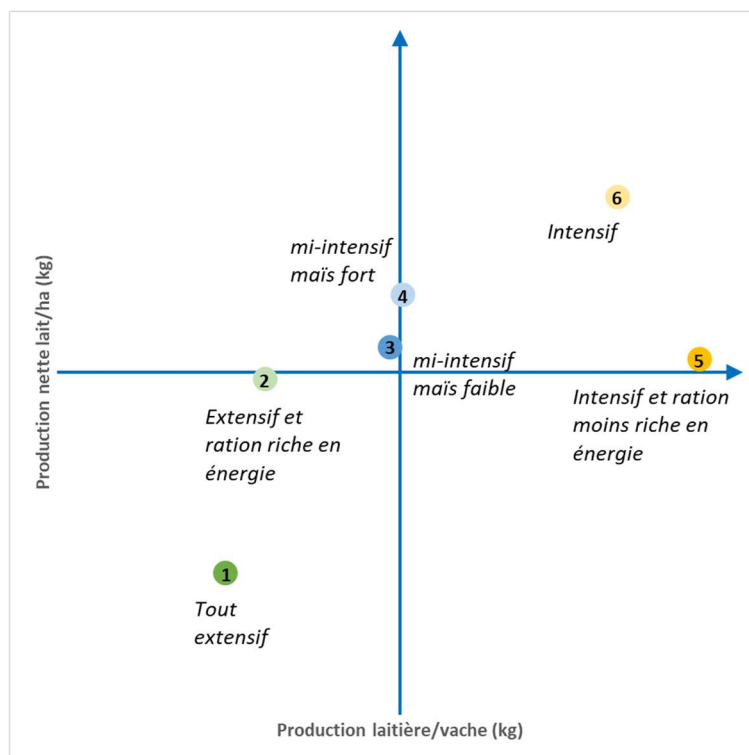 6
Intensif
mi-intensif
maïs fort
4
3
mi-intensif
maïs faible
5
Intensif et ration
moins riche en
énergie
2
Extensif et
ration riche en
énergie
1
Tout
extensif
Production nette lait/ha (kg)
Production laitière/vache (kg)